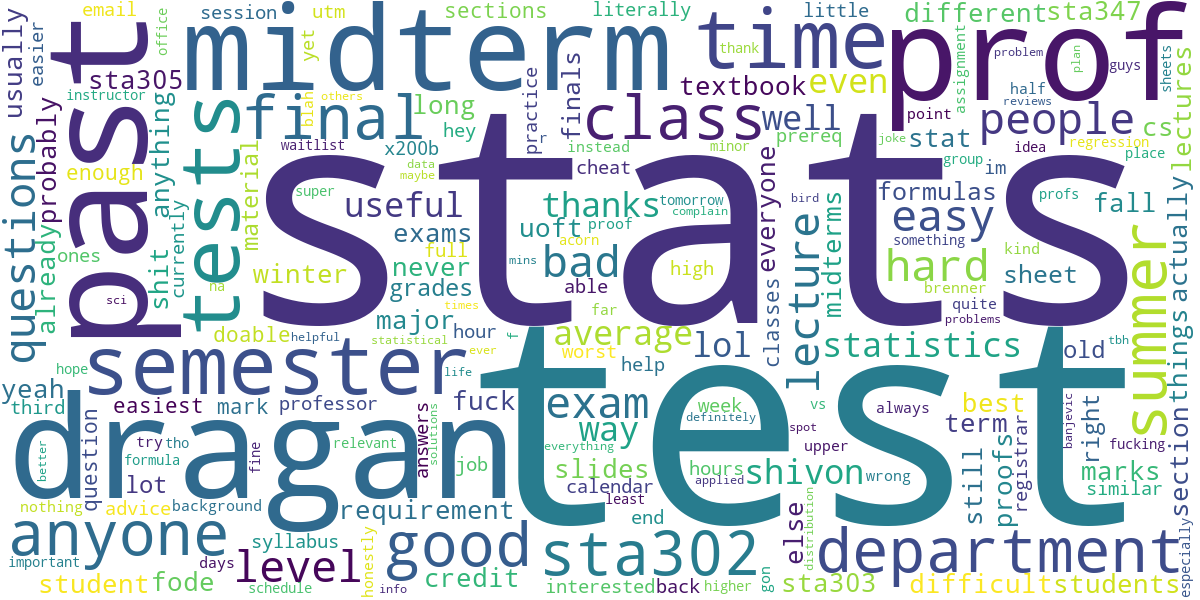 stats
test
past
midterm
prof
time
dragan
semester
class
final
tests
people
department
anyone
good
sta302
summer
lecture
exam
hard
easy
level
bad
useful
thanks
questions
average
statistics
well
even
lol
way
shivon
student
students
fode
credit
requirement
slides
textbook
sections
different
sta347
little
literally
utm
session
email
office
easier
usually
sta305
instructor
probably
anything
enough
shit
already
currently
material
ones
yet
blah
others
long
hey
waitlist
x200b
practice
r
finals
instead
cheat
thank
minor
prereq
joke
stat
group
point
half
reviews
problem
plan
guys
sheets
assignment
idea
regression
place
cs
lectures
im
formulas
profs
fall
something
kind
sheet
brenner
quite
problems
midterms
everyone
classes
bird
tomorrow
complain
uoft
proof
acorn
mins
able
high
data
maybe
super
exams
full
never
grades
winter
na
sci
major
hour
times
far
f
doable
helpful
statistical
ever
worst
help
life
hope
yeah
third
easiest
mark
professor
fuck
question
try
tho
formula
lot
better
fine
relevant
answers
solutions
job
nothing
advice
background
important
syllabus
days
schedule
honestly
info
everything
hours
week
definitely
applied
calendar
least
wrong
end
interested
back
higher
gon
else
distribution
spot
vs
upper
always
term
best
old
tbh
right
banjevic
fucking
still
proofs
registrar
marks
similar
section
things
actually
sta303
difficult
especially